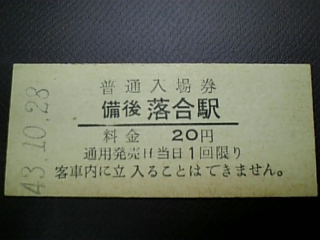 43.10.28
普通入場券
備後落合駅
料金 20円
通用発売日当日1回限り
客車内に立入ることはできません。